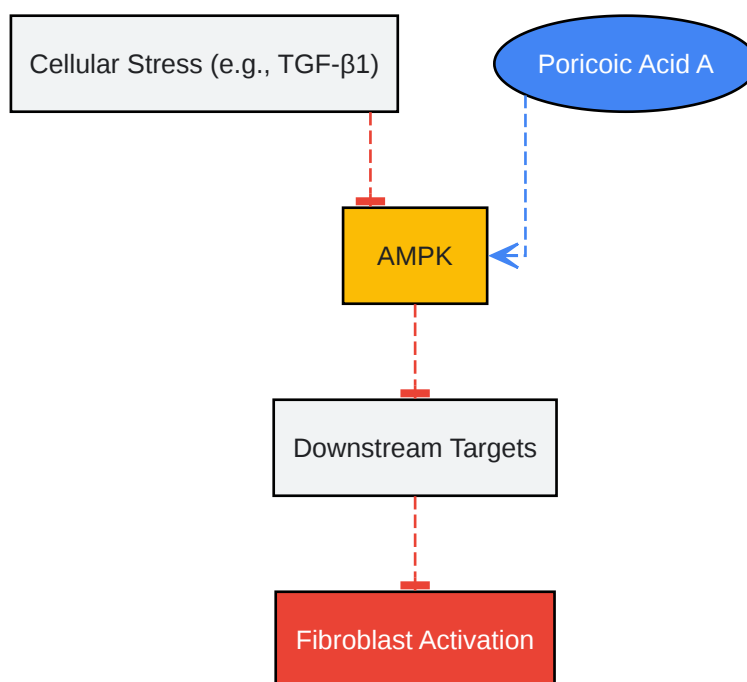 Cellular Stress (e.g., TGF-β1)
Poricoic Acid A
AMPK
Downstream Targets
Fibroblast Activation